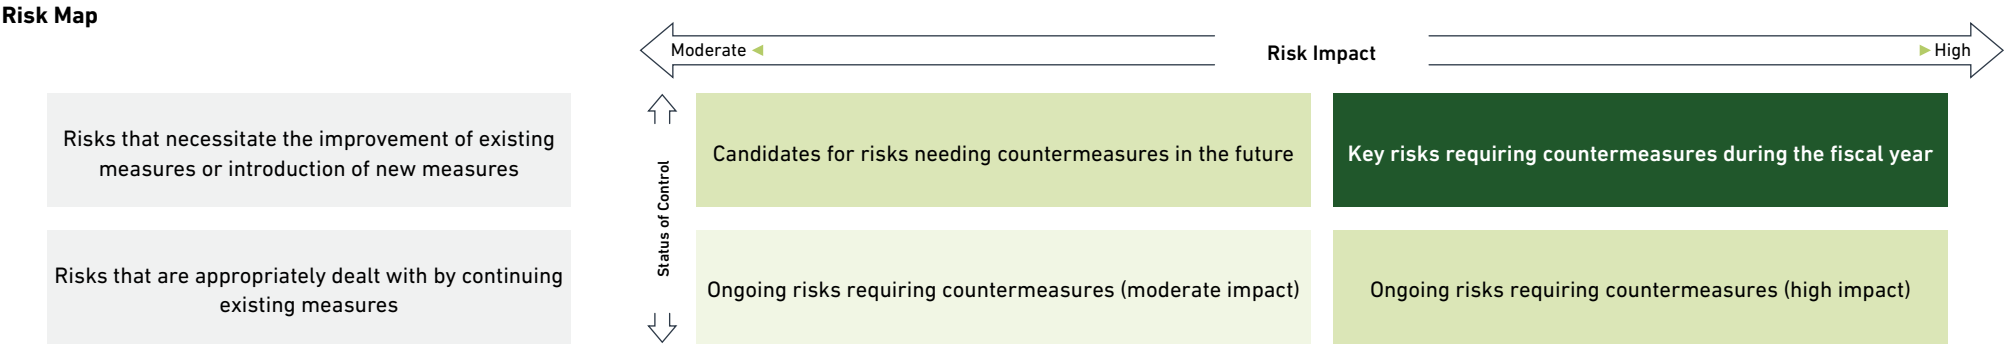 Risk Map
Moderate ◄
Risk Impact
► High
Risks that necessitate the improvement of existing
measures or introduction of new measures
Status of Control
Candidates for risks needing countermeasures in the future
Key risks requiring countermeasures during the fiscal year
Risks that are appropriately dealt with by continuing
existing measures
Ongoing risks requiring countermeasures (moderate impact)
Ongoing risks requiring countermeasures (high impact)